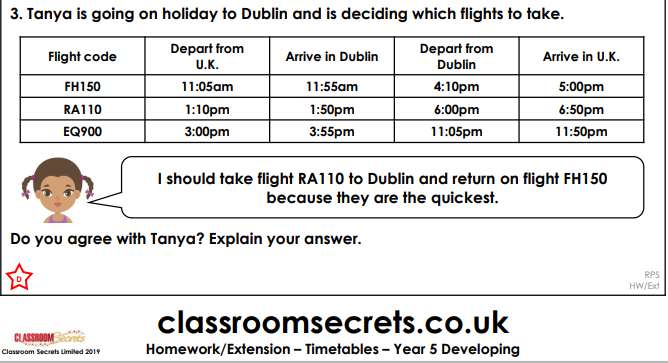 3. Tanya is going on holiday to Dublin and is deciding which flights to take.
Flight code | Depart from U.K. | Arrive in Dublin | Depart from Dublin | Arrive in U.K.
FH150 | 11:05am | 11:55am | 4:10pm | 5:00pm
RA110 | 1:10pm | 1:50pm | 6:00pm | 6:50pm
EQ900 | 3:00pm | 3:55pm | 11:05pm | 11:50pm
I should take flight RA110 to Dublin and return on flight FH150
because they are the quickest.
Do you agree with Tanya? Explain your answer.
D
RPS
HW/Ext
classroomsecrets.co.uk
CLASSROOM Secrets
Classroom Secrets Limited 2019
Homework/Extension – Timetables – Year 5 Developing